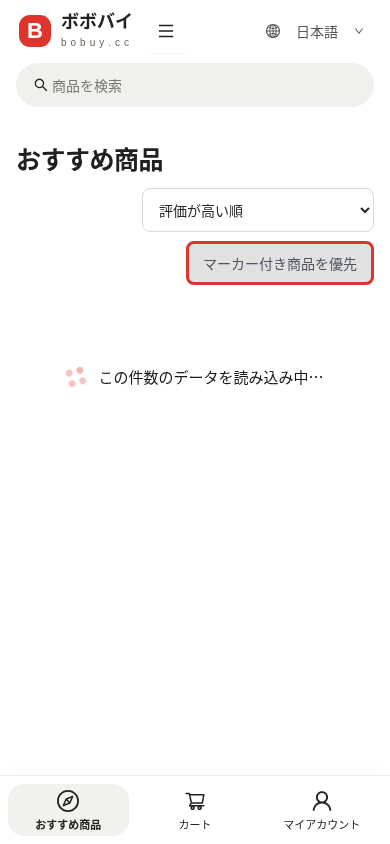 B ボボバイ
bobuy.cc
日本語
商品を検索
おすすめ商品
評価が高い順
マーカー付き商品を優先
この件数のデータを読み込み中…
おすすめ商品 カート マイアカウント